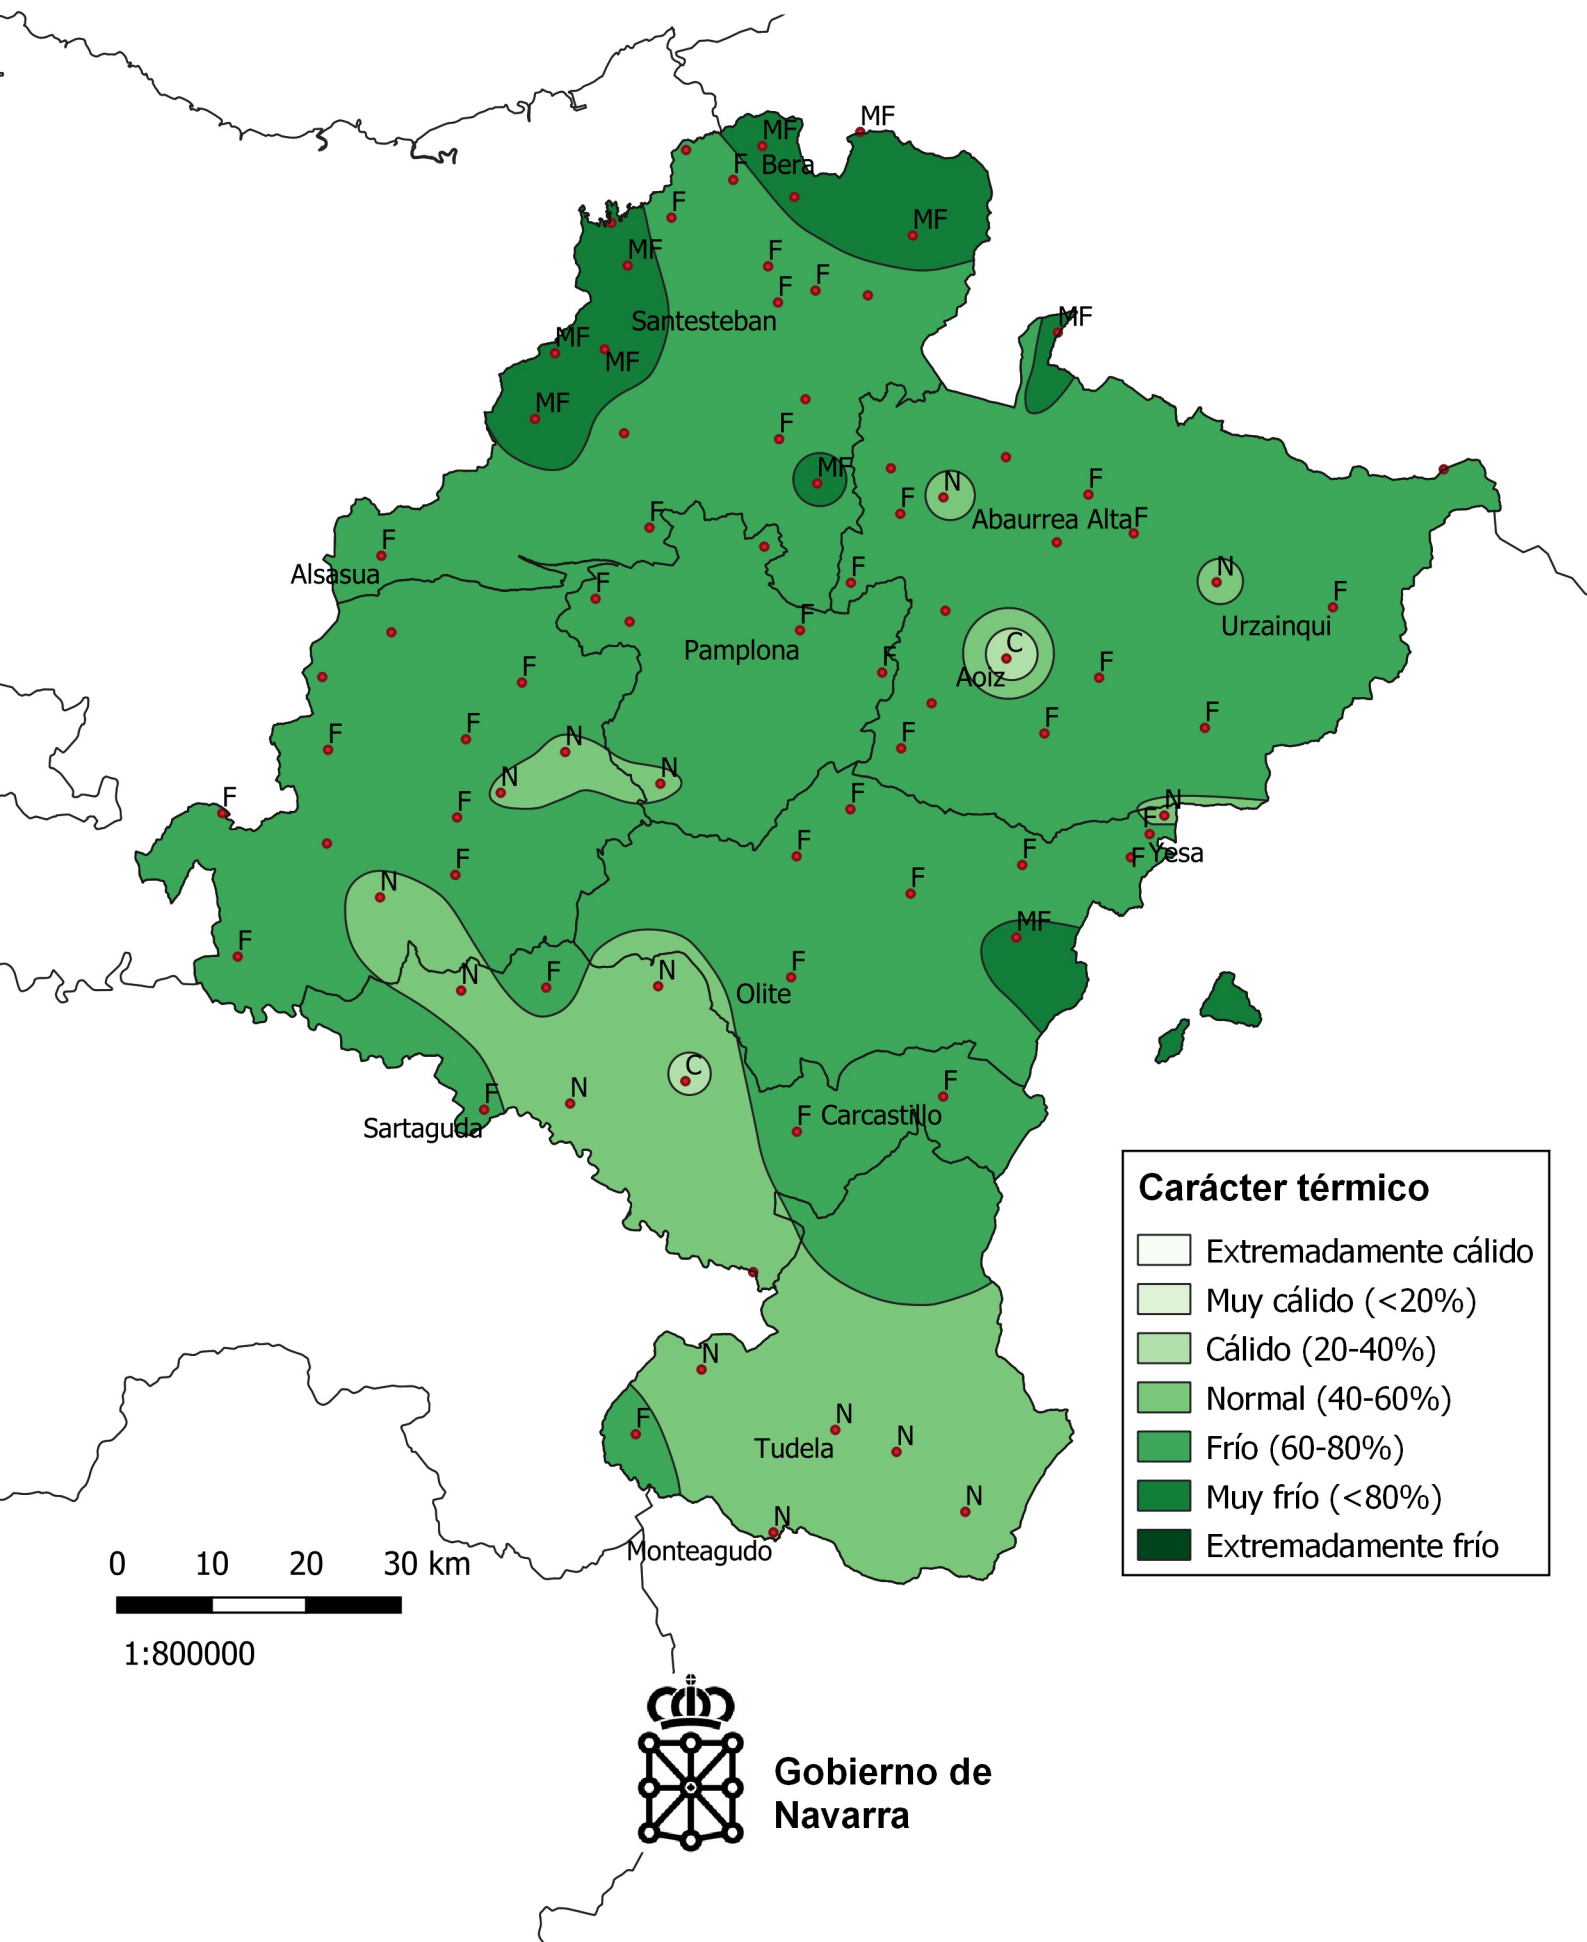 MF
MF
F Bera
F
MF
MF
F
F
F
MF
Santesteban
MF
MF
MF
F
MF
N
F
F
Abaurrea Alta
F
F
F
Alsasua
F
F
N
F
Urzainqui
F
Pamplona
C
F
Aoiz
F
F
F
F
F
F
F
N
N
N
F
F
F
N
F
Yesa
F
F
F
F
N
F
MF
F
N
F
N
F
Olite
C
N
F
F
F Carcastillo
Sartaguda
N
F
N
N
Tudela
N
N
Monteagudo
Carácter térmico
Extremadamente cálido
Muy cálido (<20%)
Cálido (20-40%)
Normal (40-60%)
Frío (60-80%)
Muy frío (<80%)
Extremadamente frío
0 10 20 30 km
1:800000
Gobierno de
Navarra